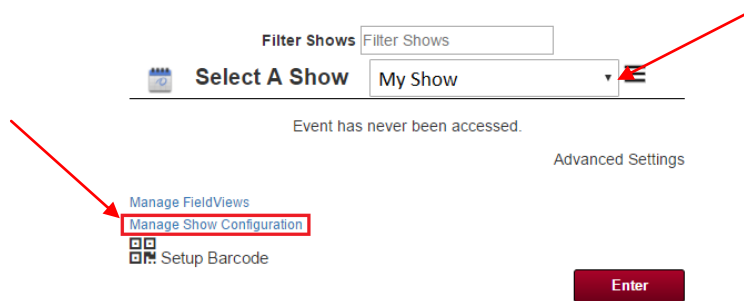 Filter Shows Filter Shows
Select A Show My Show
Event has never been accessed.
Advanced Settings
Manage FieldViews
Manage Show Configuration
Setup Barcode
Enter